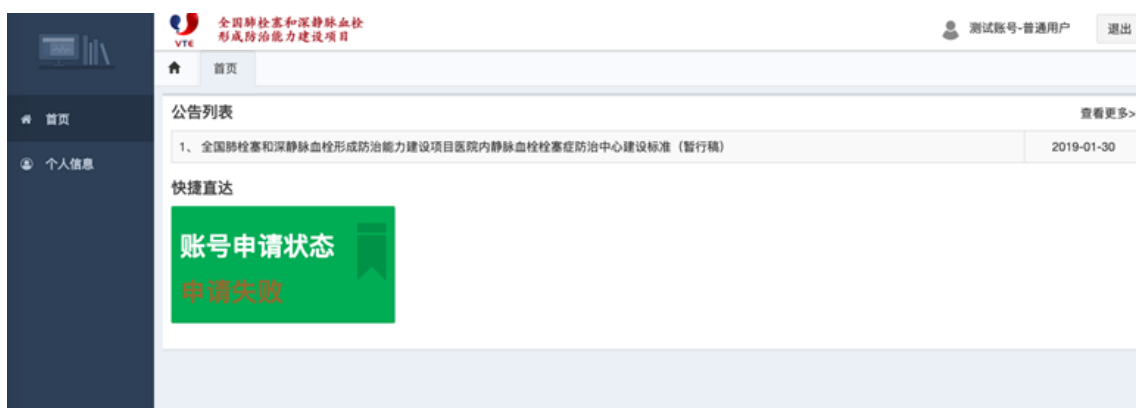 全国肺栓塞和深静脉血栓
形成防治能力建设项目
VTE
测试账号-普通用户
退出
首页
首页
个人信息
公告列表
查看更多>
1、 全国肺栓塞和深静脉血栓形成防治能力建设项目医院内静脉血栓栓塞症防治中心建设标准（暂行稿）
2019-01-30
快捷直达
账号申请状态
申请失败